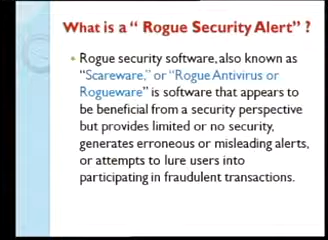 What is a “ Rogue Security Alert” ?
Rogue security software, also known as
“Scareware,” or “Rogue Antivirus or
Rogueware” is software that appears to
be beneficial from a security perspective
but provides limited or no security,
generates erroneous or misleading alerts,
or attempts to lure users into
participating in fraudulent transactions.